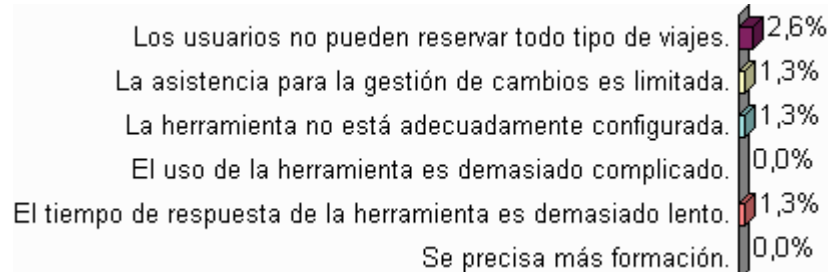 Los usuarios no pueden reservar todo tipo de viajes. 2,6%
La asistencia para la gestión de cambios es limitada. 1,3%
La herramienta no está adecuadamente configurada. 1,3%
El uso de la herramienta es demasiado complicado. 0,0%
El tiempo de respuesta de la herramienta es demasiado lento. 1,3%
Se precisa más formación. 0,0%